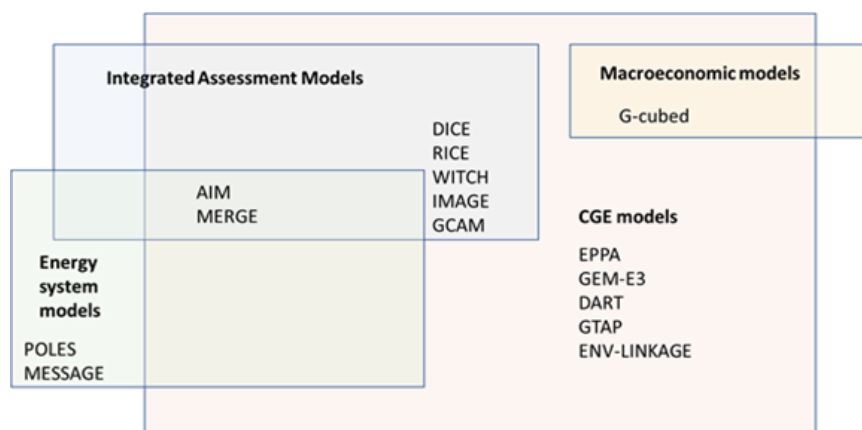 Integrated Assessment Models
Macroeconomic models
G-cubed
DICE
RICE
WITCH
IMAGE
GCAM
AIM
MERGE
CGE models
EPPA
GEM-E3
DART
GTAP
ENV-LINKAGE
Energy
system
models
POLES
MESSAGE